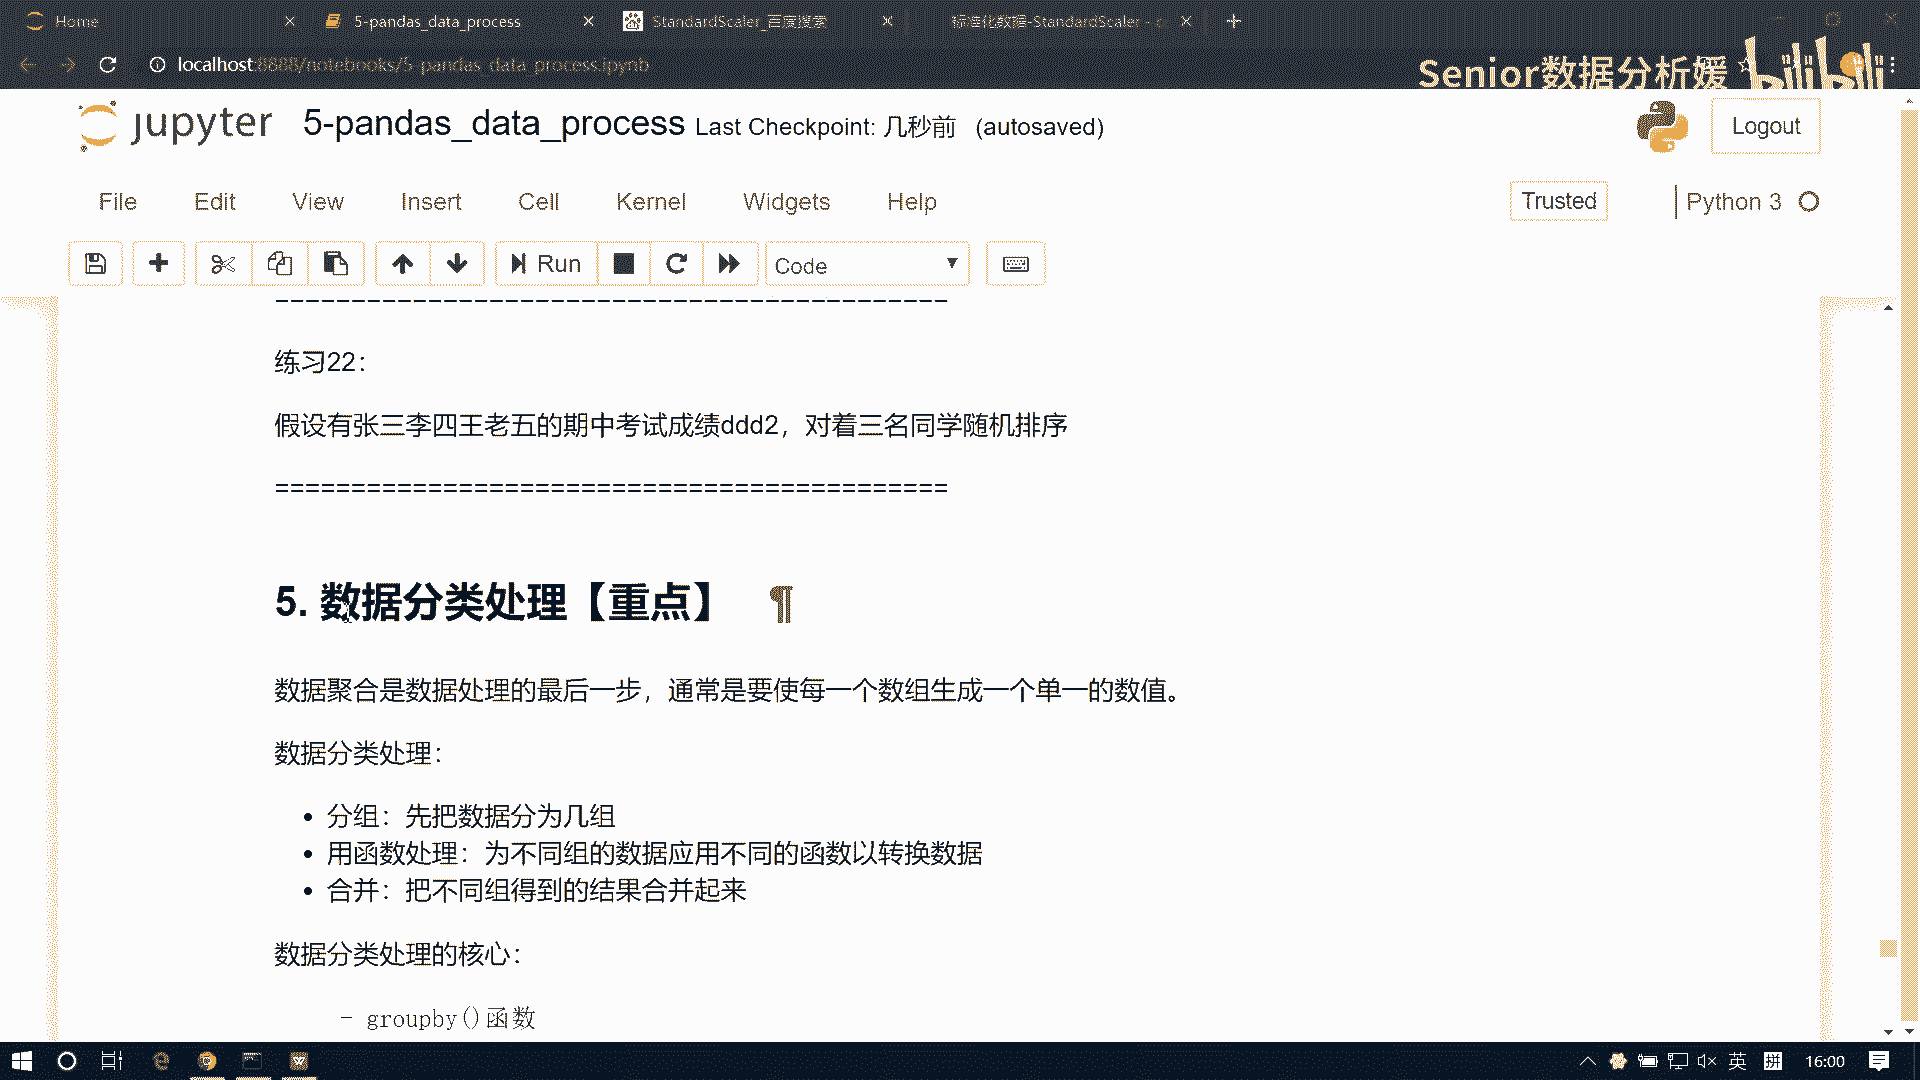 Home
5-pandas_data_process
StandardScaler_百度搜索
标准化数据-StandardScaler - c
localhost:8888/notebooks/5-pandas_data_process.ipynb
Senior数据分析媛 bilibili
jupyter 5-pandas_data_process Last Checkpoint: 几秒前 (autosaved)
Logout
File Edit View Insert Cell Kernel Widgets Help
Trusted Python 3
Run Code
-------------------------------------------
练习22：
假设有张三李四王老五的期中考试成绩ddd2，对着三名同学随机排序
============================================
5. 数据分类处理【重点】 ¶
数据聚合是数据处理的最后一步，通常是要使每一个数组生成一个单一的数值。
数据分类处理：
• 分组：先把数据分为几组
• 用函数处理：为不同组的数据应用不同的函数以转换数据
• 合并：把不同组得到的结果合并起来
数据分类处理的核心：
- groupby()函数
英 拼 16:00